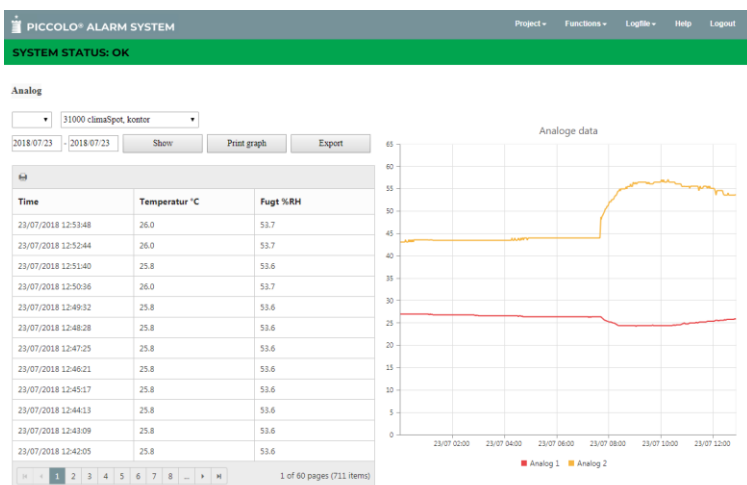 PICCOLO® ALARM SYSTEM
Project Functions Logfile Help Logout
SYSTEM STATUS: OK
Analog
31000 climaSpot, kontor
2018/07/23 - 2018/07/23 Show Print graph Export
Time Temperatur °C Fugt %RH
23/07/2018 12:53:48 26.0 53.7
23/07/2018 12:52:44 26.0 53.7
23/07/2018 12:51:40 25.8 53.6
23/07/2018 12:50:36 26.0 53.7
23/07/2018 12:49:32 25.8 53.6
23/07/2018 12:48:28 25.8 53.6
23/07/2018 12:47:25 25.8 53.6
23/07/2018 12:46:21 25.8 53.6
23/07/2018 12:45:17 25.8 53.6
23/07/2018 12:44:13 25.8 53.6
23/07/2018 12:43:09 25.8 53.6
23/07/2018 12:42:05 25.8 53.6
1 2 3 4 5 6 7 8 ... 1 of 60 pages (711 items)
Analoge data
65
60
55
50
45
40
35
30
25
20
15
10
5
0
23/07 02:00 23/07 04:00 23/07 06:00 23/07 08:00 23/07 10:00 23/07 12:00
Analog 1 Analog 2